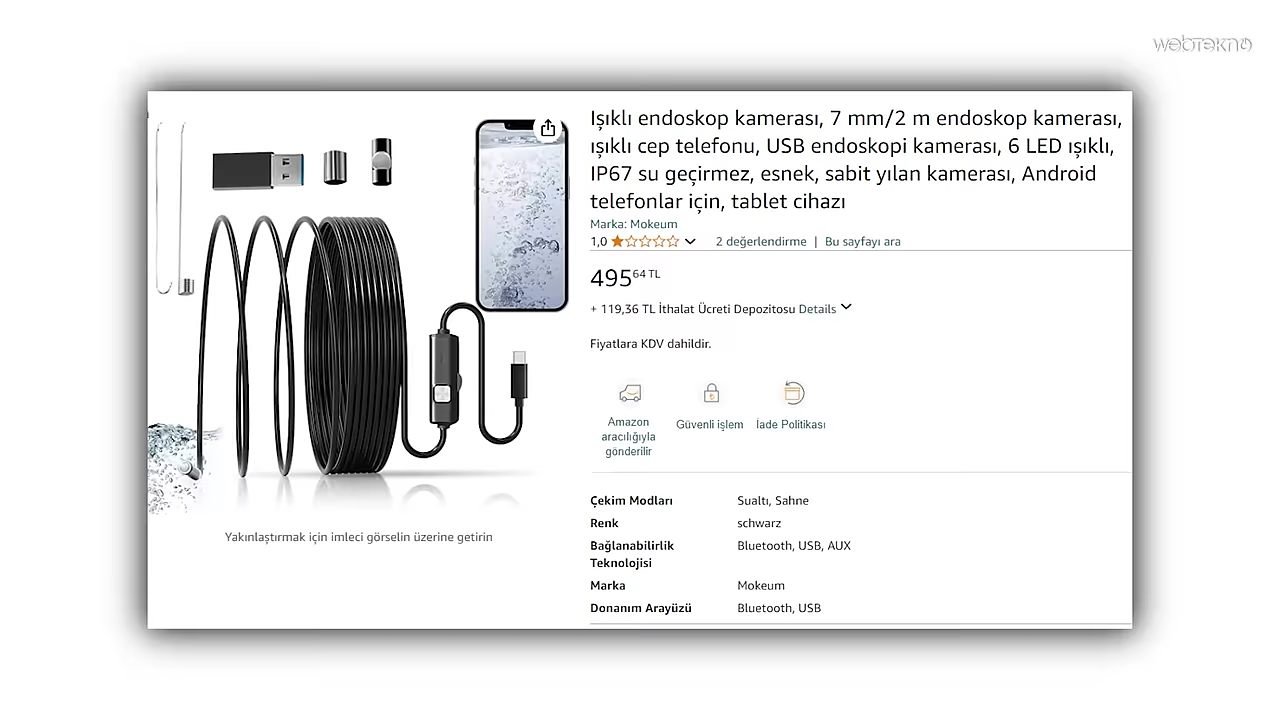 webtekno
Işıklı endoskop kamerası, 7 mm/2 m endoskop kamerası,
ışıklı cep telefonu, USB endoskopi kamerası, 6 LED ışıklı,
IP67 su geçirmez, esnek, sabit yılan kamerası, Android
telefonlar için, tablet cihazı
Marka: Mokeum
1,0 2 değerlendirme | Bu sayfayı ara
495 64 TL
+ 119,36 TL İthalat Ücreti Depozitosu Details
Fiyatlara KDV dahildir.
Amazon
aracılığıyla
gönderilir
Güvenli işlem
İade Politikası
Çekim Modları Sualtı, Sahne
Renk schwarz
Bağlanabilirlik Bluetooth, USB, AUX
Teknolojisi
Marka Mokeum
Donanım Arayüzü Bluetooth, USB
Yakınlaştırmak için imleci görselin üzerine getirin